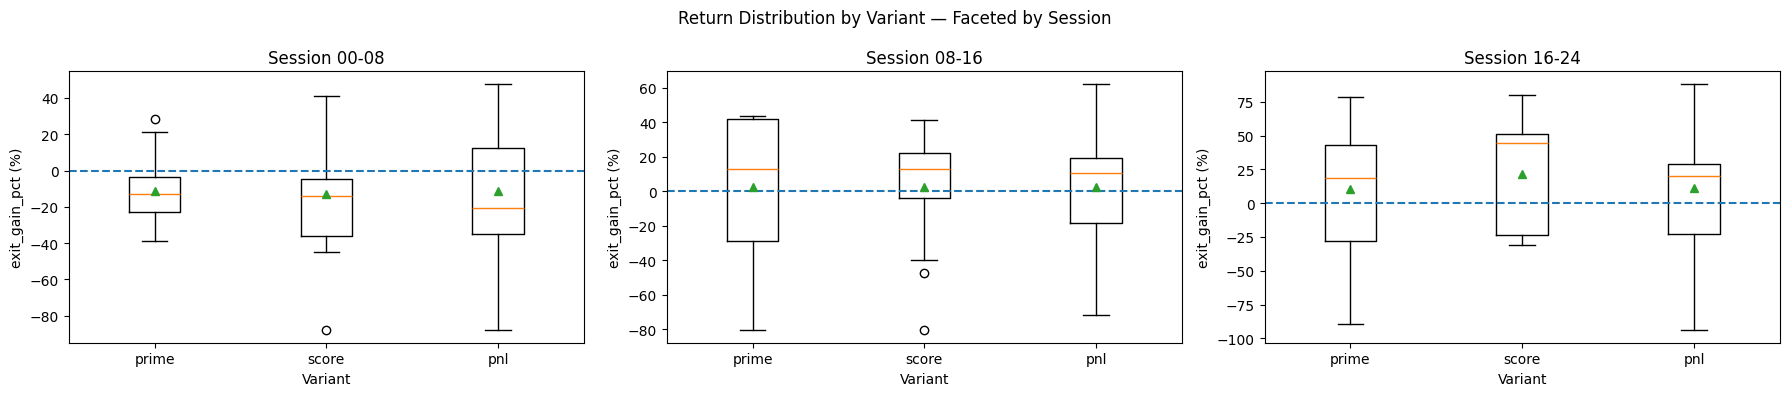 Return Distribution by Variant — Faceted by Session
Session 00-08
exit_gain_pct (%)
40
20
0
−20
−40
−60
−80
prime score pnl
Variant
Session 08-16
exit_gain_pct (%)
60
40
20
0
−20
−40
−60
−80
prime score pnl
Variant
Session 16-24
exit_gain_pct (%)
75
50
25
0
−25
−50
−75
−100
prime score pnl
Variant